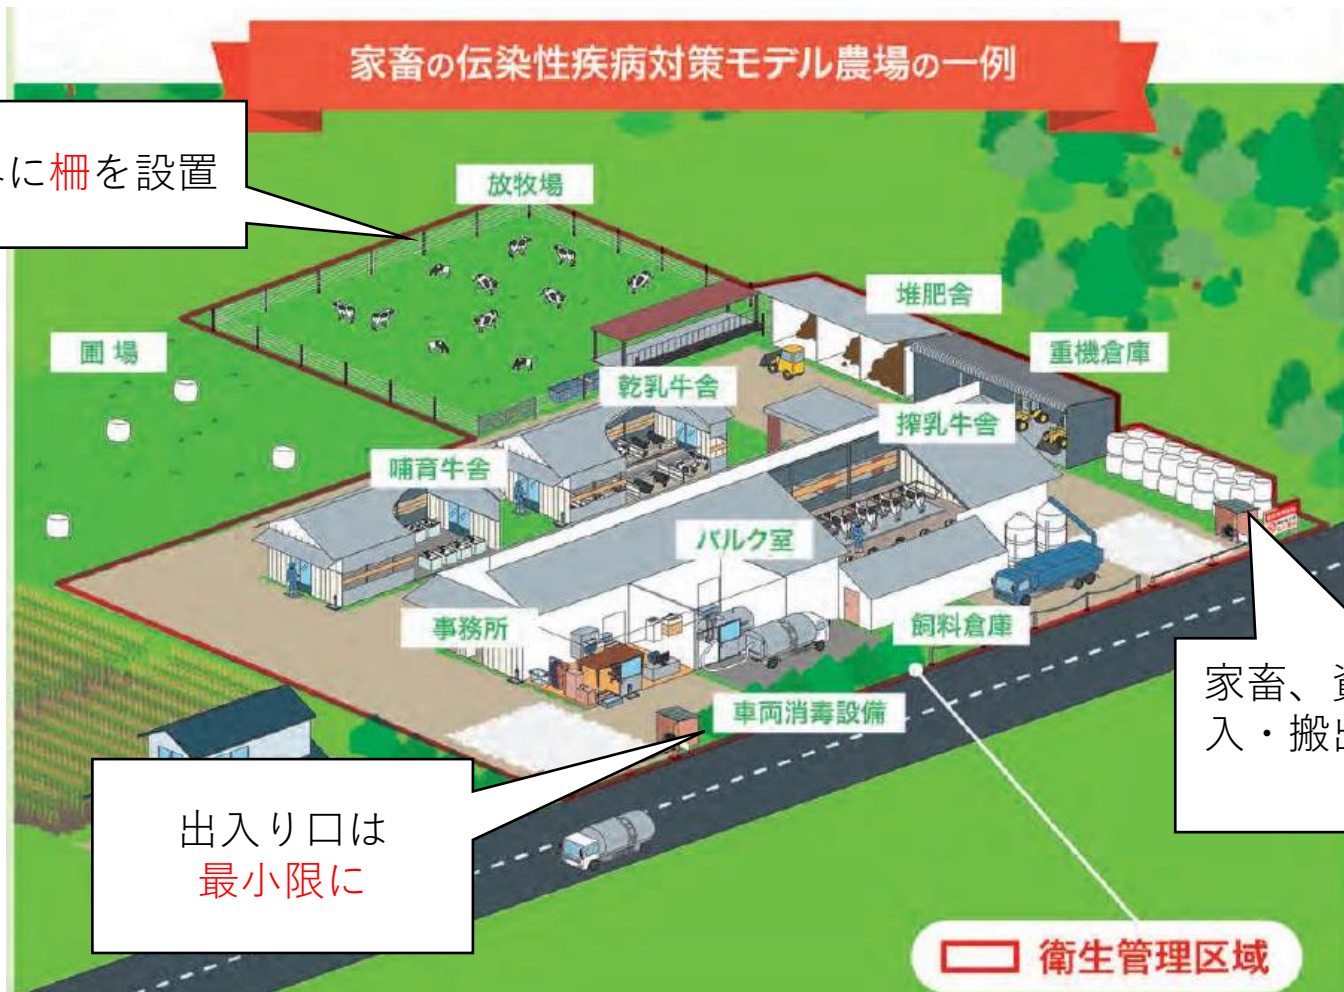 家畜の伝染性疾病対策モデル農場の一例
に柵を設置
放牧場
堆肥舎
圃場
重機倉庫
乾乳牛舎
搾乳牛舎
哺育牛舎
バルク室
事務所
飼料倉庫
車両消毒設備
家畜、
入・搬
出入り口は
最小限に
衛生管理区域